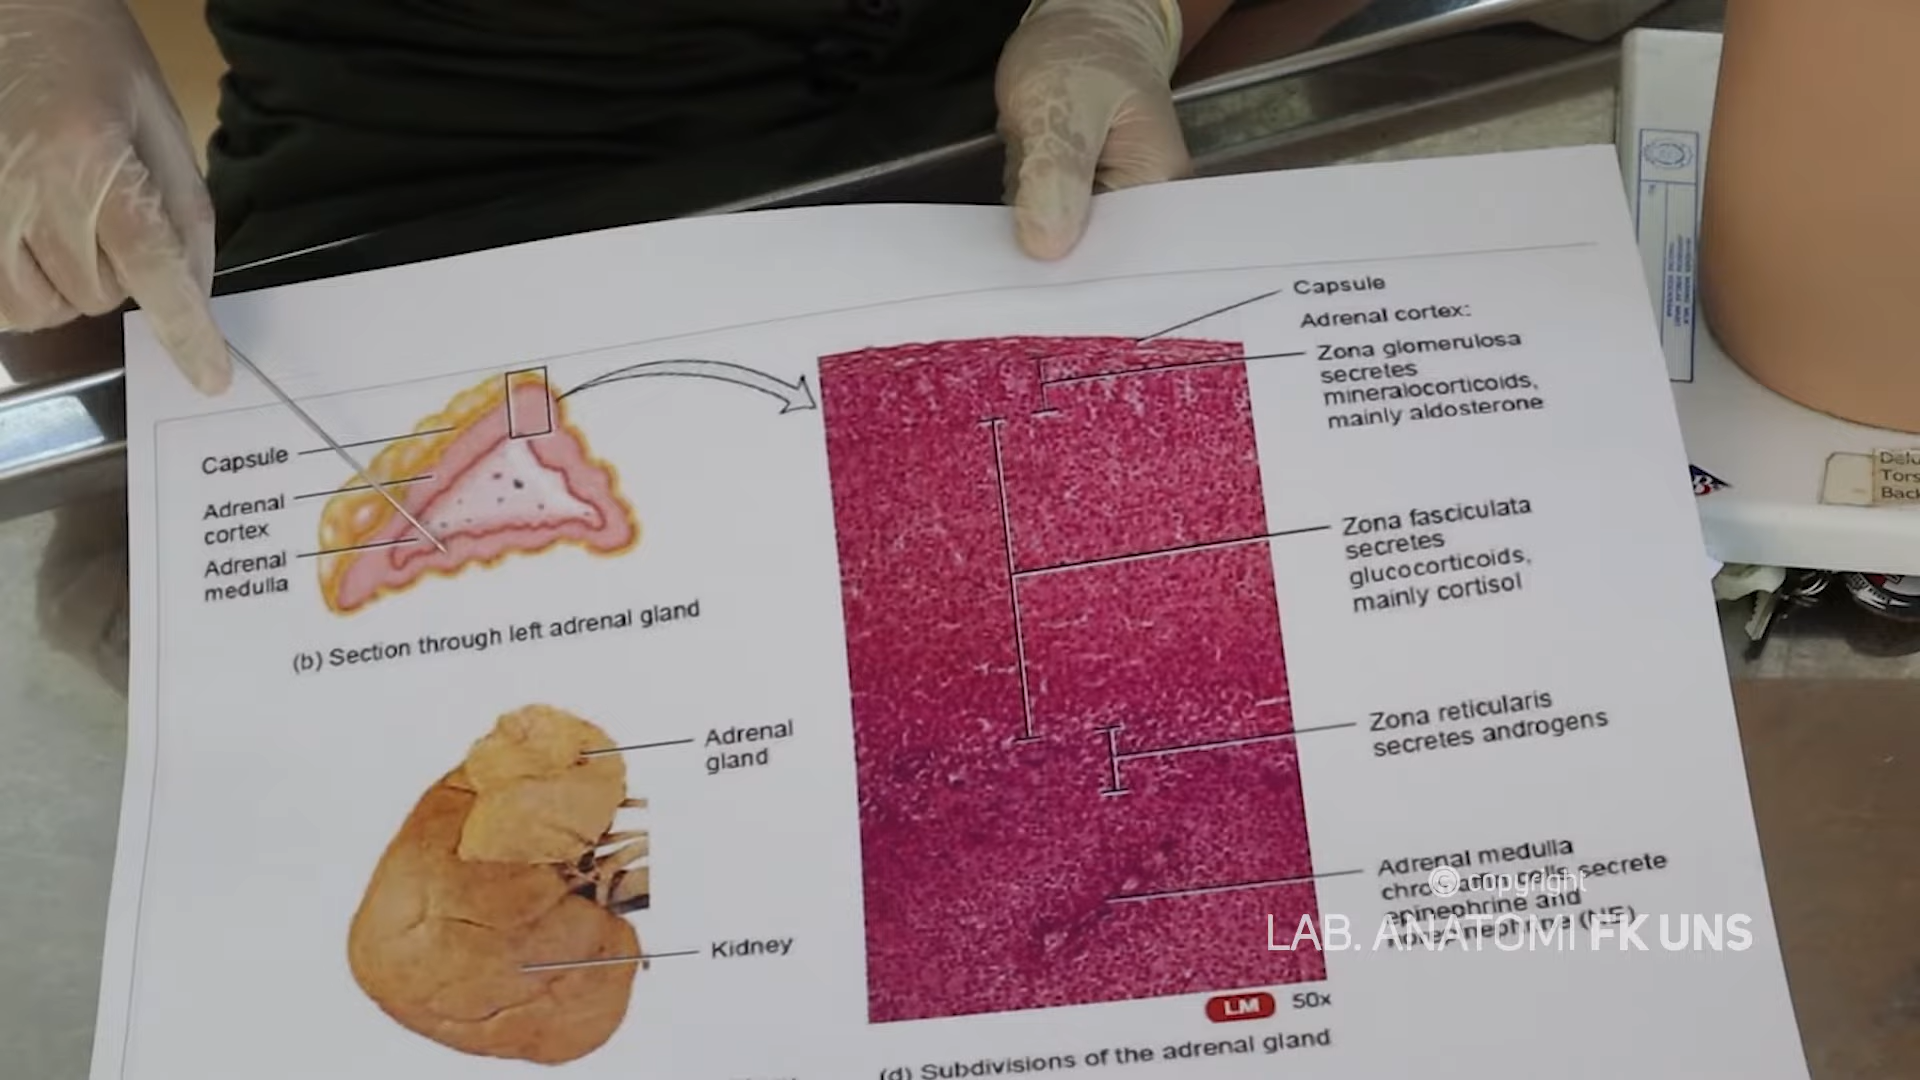 Capsule
Adrenal
cortex
Adrenal
medulla
(b) Section through left adrenal gland
Adrenal
gland
Kidney
Capsule
Adrenal cortex:
Zona glomerulosa
secretes
mineralocorticoids,
mainly aldosterone
Zona fasciculata
secretes
glucocorticoids,
mainly cortisol
Zona reticularis
secretes androgens
Adrenal medulla
secrete
epinephrine and
LM 50x
(d) Subdivisions of the adrenal gland
© copyright
LAB. ANATOMI FK UNS
Tors
Back